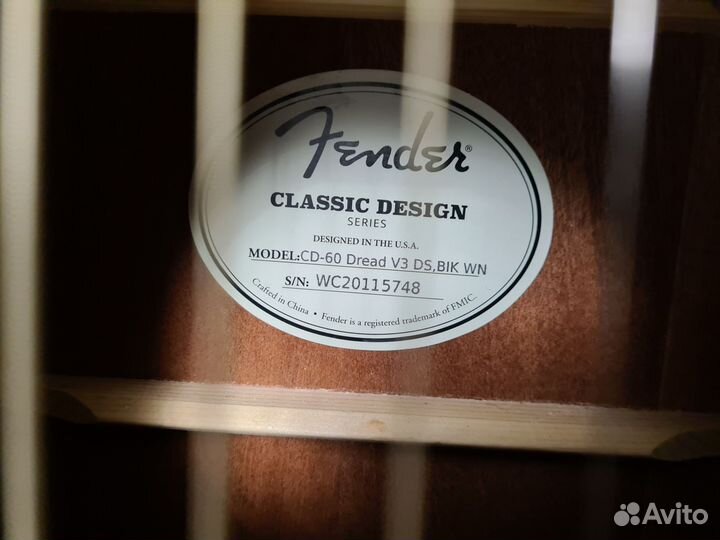 Fender®
CLASSIC DESIGN
SERIES
DESIGNED IN THE U.S.A.
MODEL:CD-60 Dread V3 DS,BIK WN
S/N: WC20115748
Crafted in China • Fender is a registered trademark of FMIC.
Avito